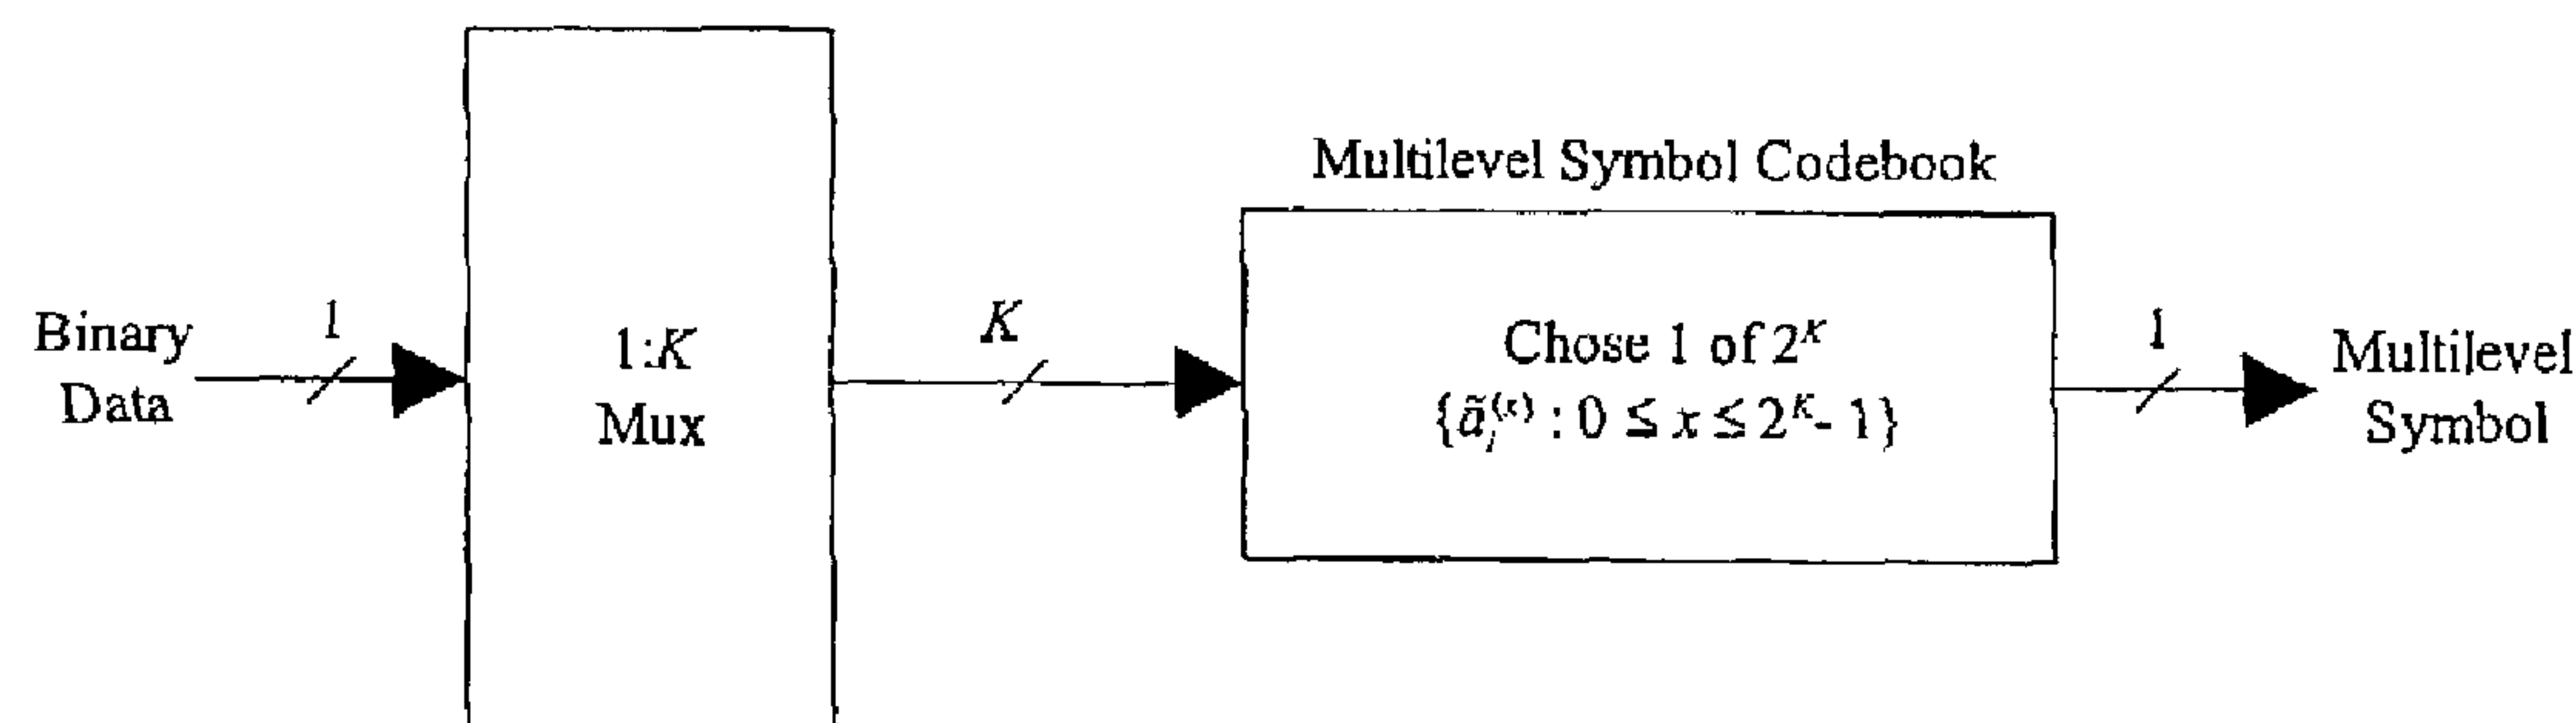 Multilevel Symbol Codebook
Binary
Data
1
1:K
Mux
K
Chose 1 of 2^K
{ã_i^(x) : 0 ≤ x ≤ 2^K- 1}
1
Multilevel
Symbol